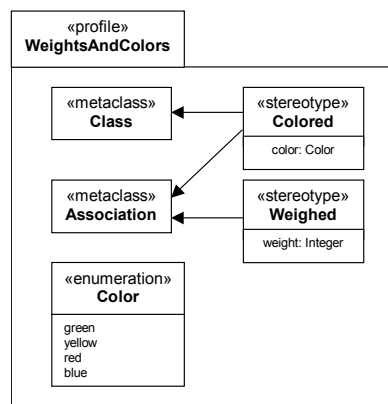 «profile»
WeightsAndColors
«metaclass»
Class
«stereotype»
Colored
color: Color
«metaclass»
Association
«stereotype»
Weighed
weight: Integer
«enumeration»
Color
green
yellow
red
blue